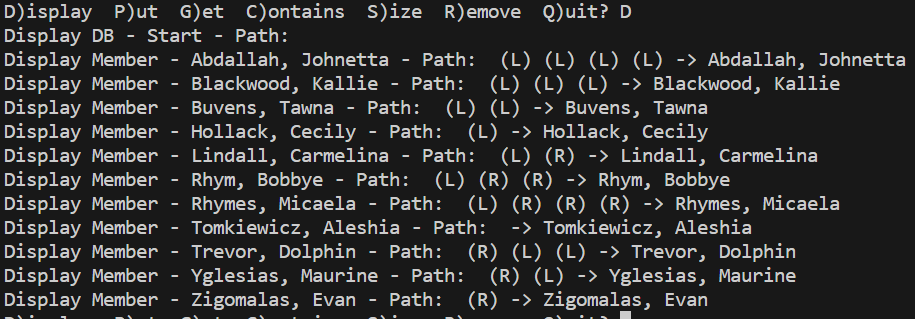 D)isplay  P)ut  G)et  C)ontains  S)ize  R)emove  Q)uit? D
Display DB - Start - Path:
Display Member - Abdallah, Johnetta - Path:  (L) (L) (L) (L) -> Abdallah, Johnetta
Display Member - Blackwood, Kallie - Path:  (L) (L) (L) -> Blackwood, Kallie
Display Member - Buvens, Tawna - Path:  (L) (L) -> Buvens, Tawna
Display Member - Hollack, Cecily - Path:  (L) -> Hollack, Cecily
Display Member - Lindall, Carmelina - Path:  (L) (R) -> Lindall, Carmelina
Display Member - Rhym, Bobbye - Path:  (L) (R) (R) -> Rhym, Bobbye
Display Member - Rhymes, Micaela - Path:  (L) (R) (R) (R) -> Rhymes, Micaela
Display Member - Tomkiewicz, Aleshia - Path:  -> Tomkiewicz, Aleshia
Display Member - Trevor, Dolphin - Path:  (R) (L) (L) -> Trevor, Dolphin
Display Member - Yglesias, Maurine - Path:  (R) (L) -> Yglesias, Maurine
Display Member - Zigomalas, Evan - Path:  (R) -> Zigomalas, Evan